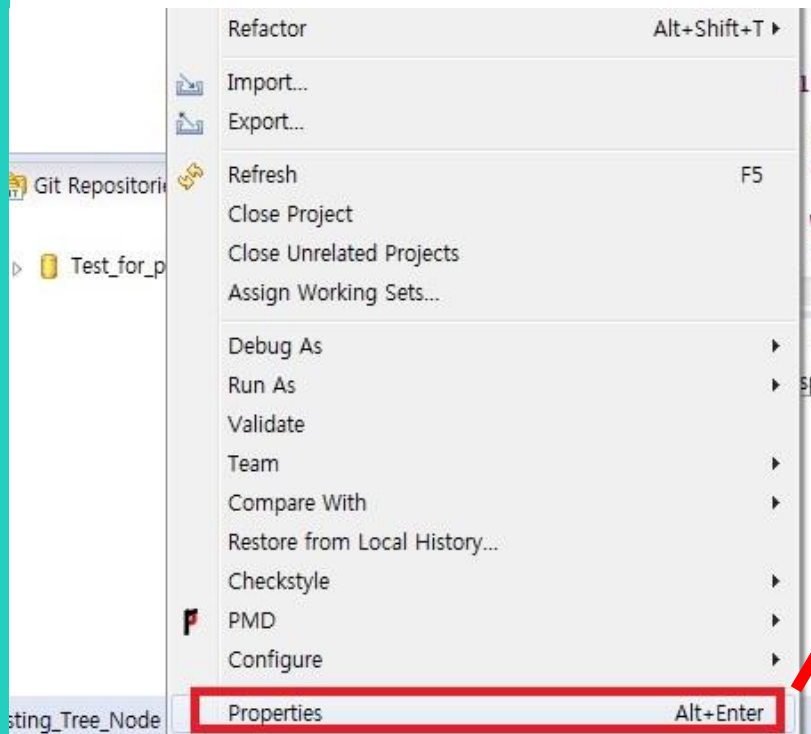 Refactor Alt+Shift+T
Import...
Export...
Git Repositori
Refresh F5
Close Project
Close Unrelated Projects
Test_for_p
Assign Working Sets...
Debug As
Run As
Validate
Team
Compare With
Restore from Local History...
Checkstyle
PMD
Configure
Properties Alt+Enter
sting_Tree_Node